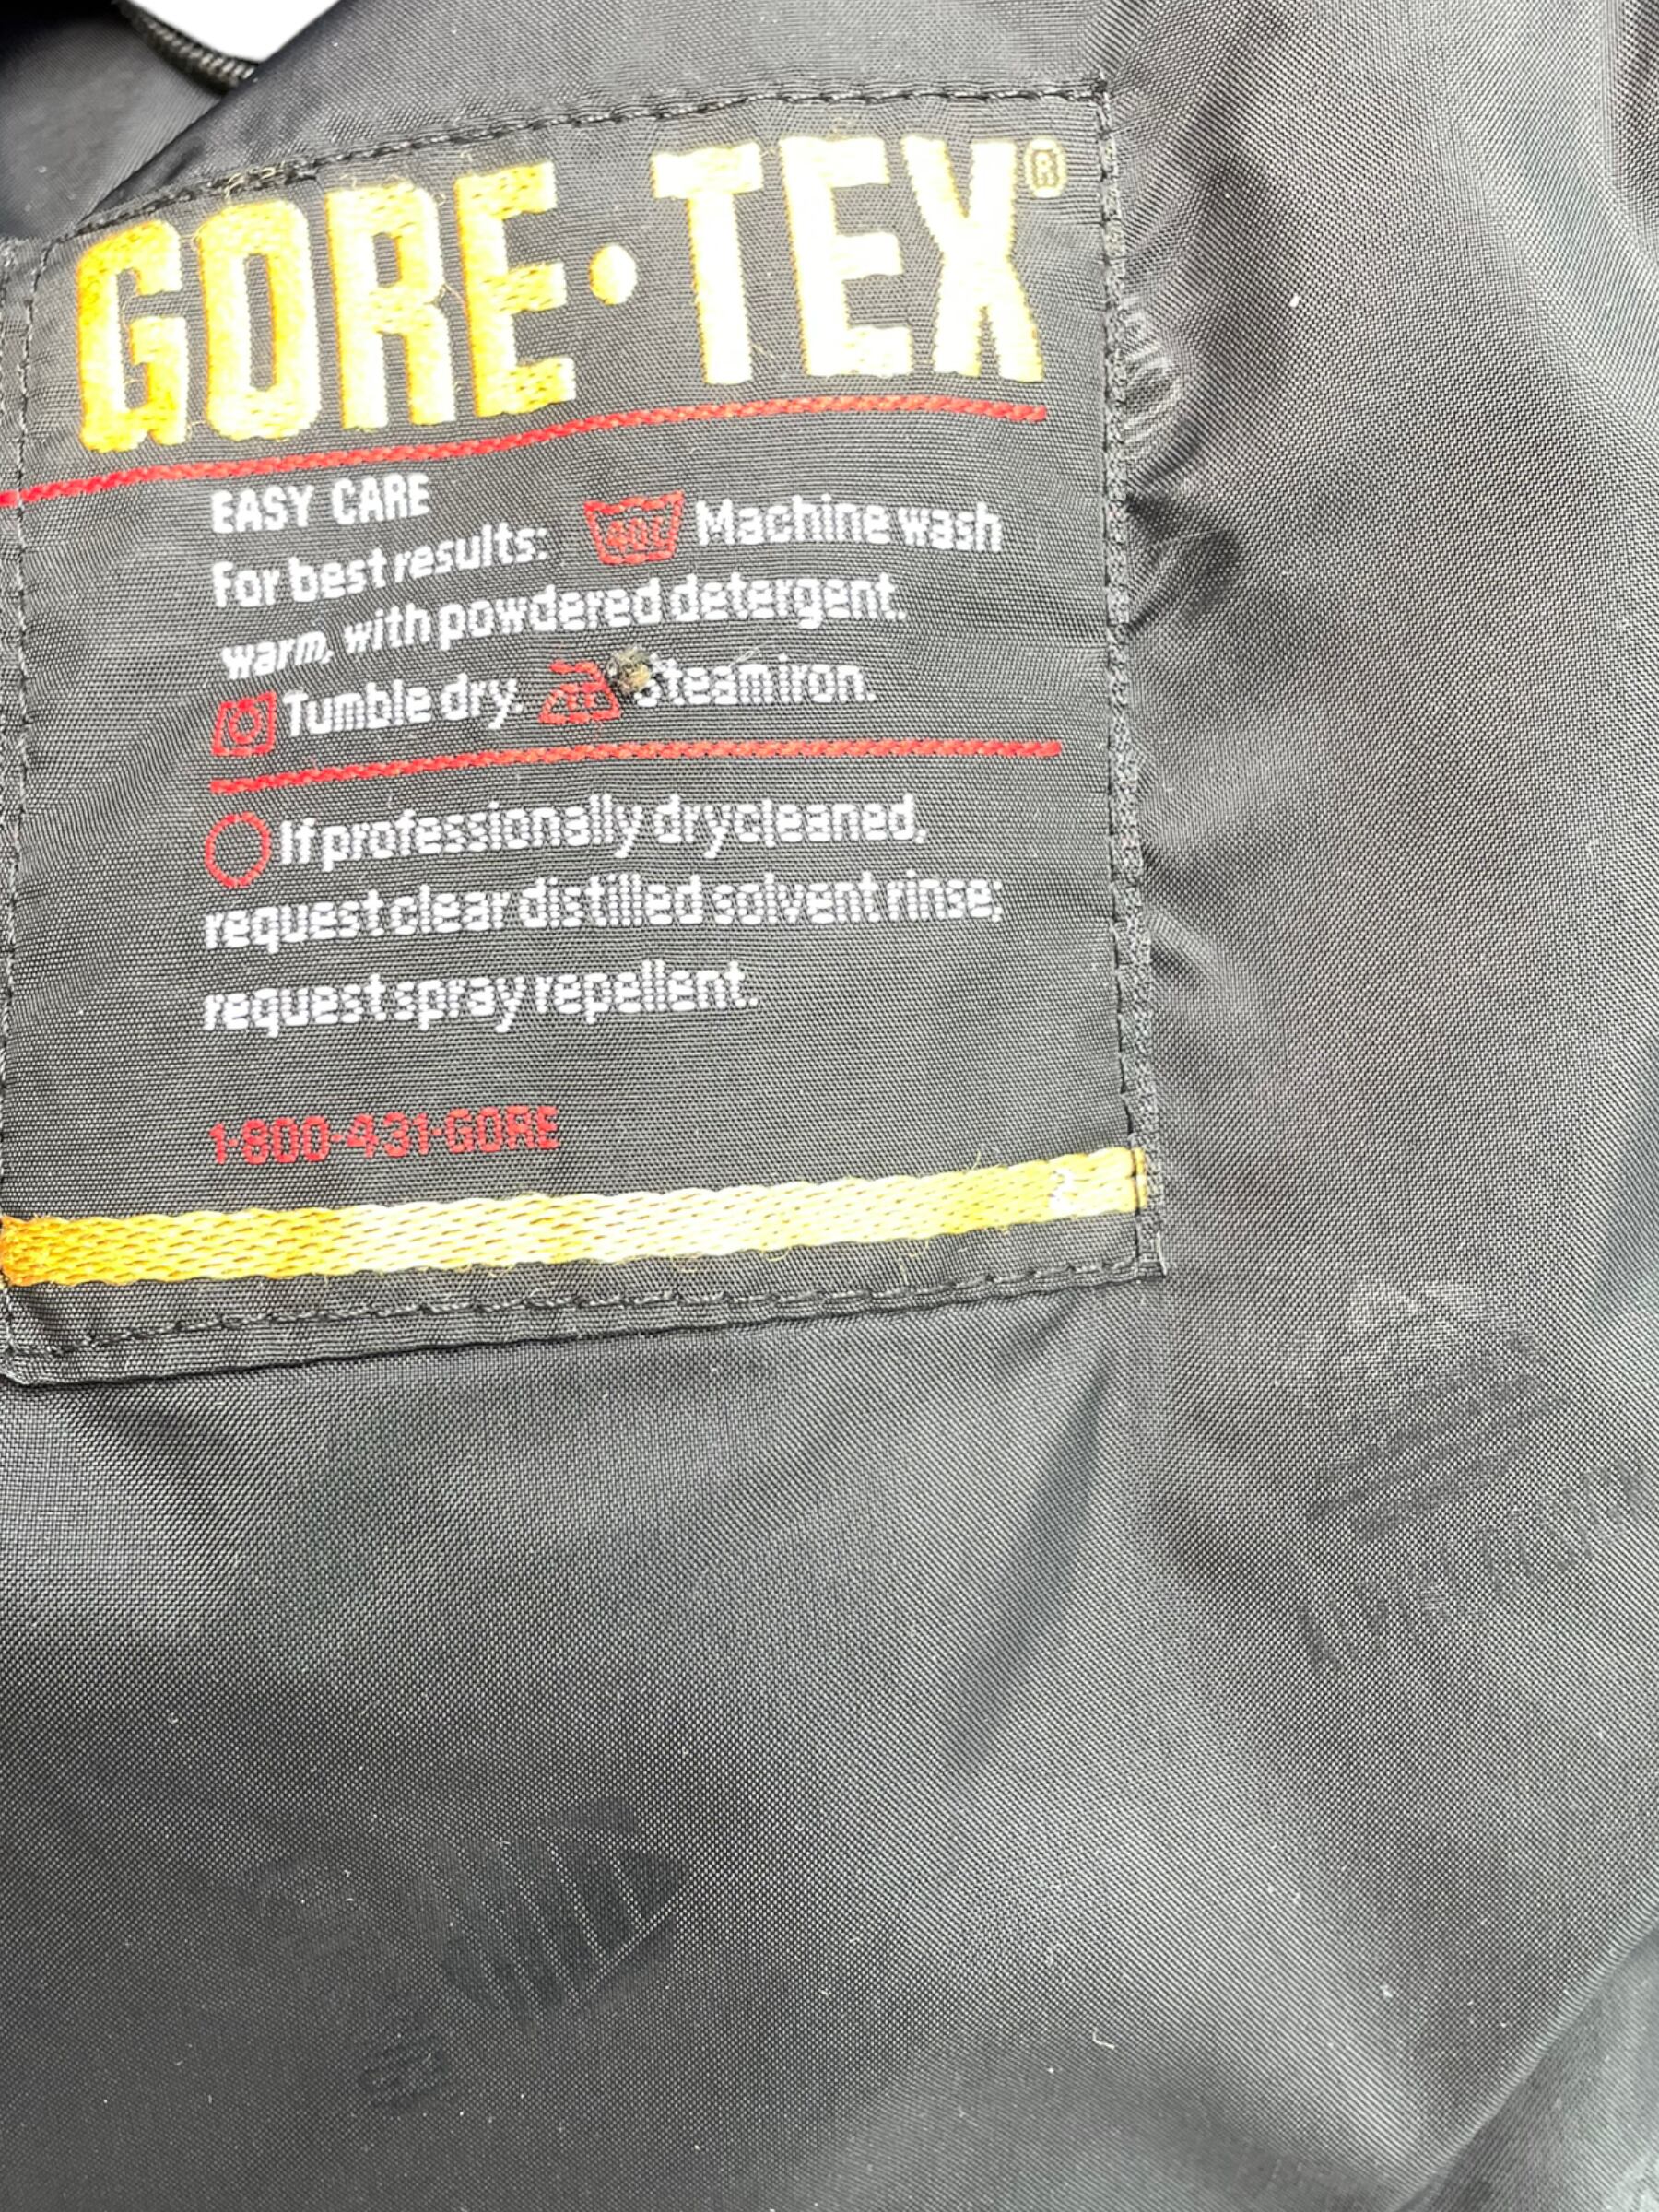 GORE·TEX®
EASY CARE
For best results: 40C Machine wash
warm, with powdered detergent.
Tumble dry. Steam iron.
If professionally drycleaned,
request clear distilled solvent rinse;
request spray repellent.
1-800-431-GORE